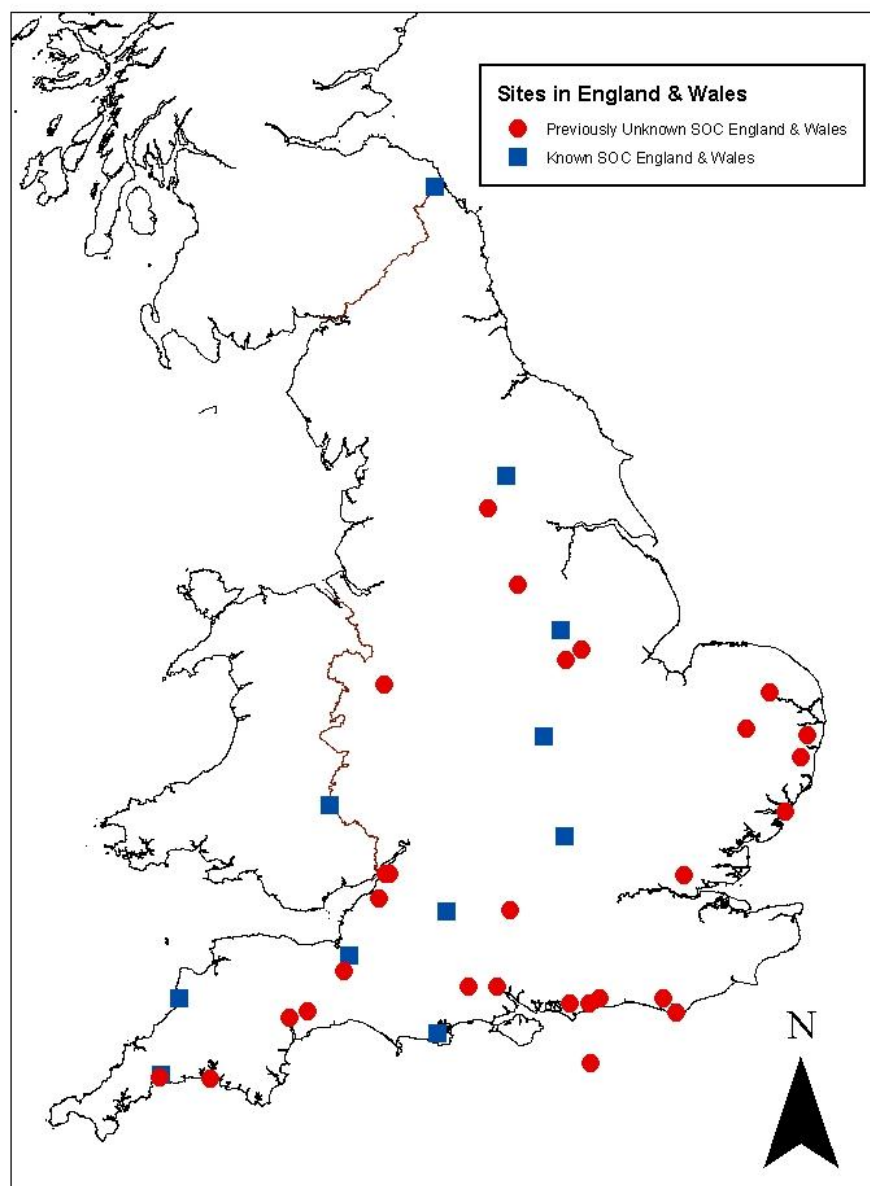 Sites in England & Wales
Previously Unknown SOC England & Wales
Known SOC England & Wales
N